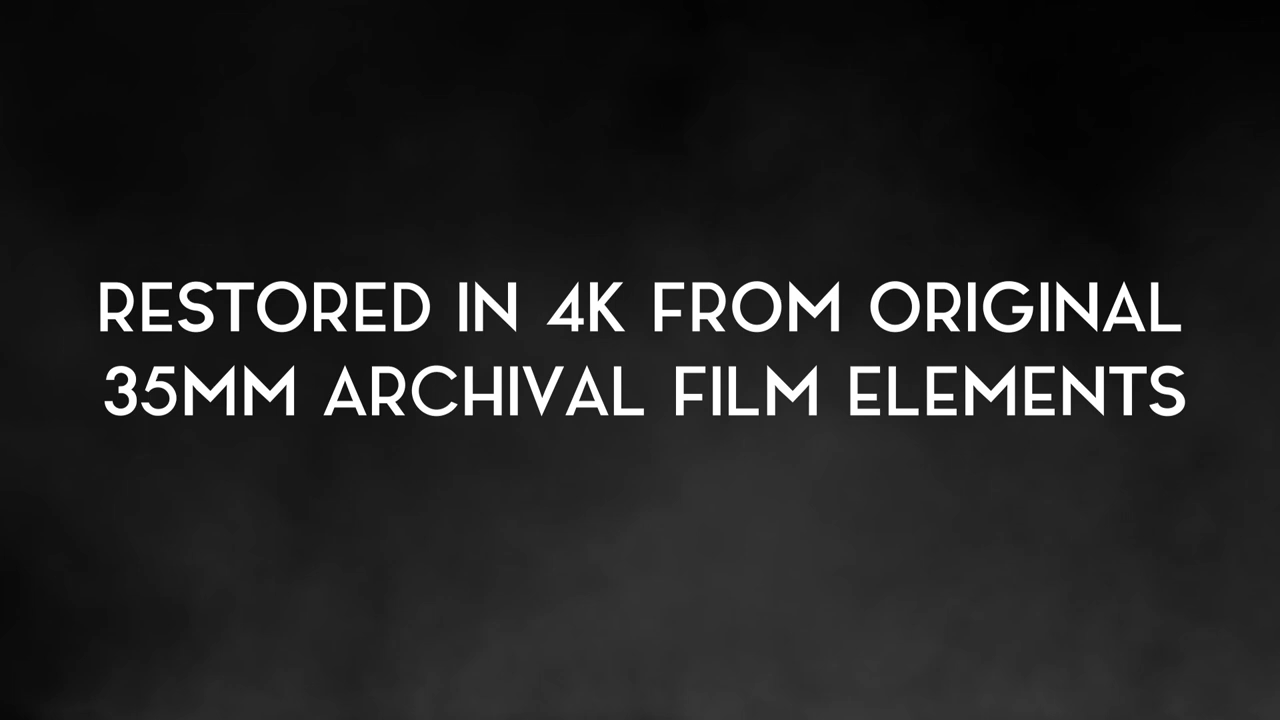 RESTORED IN 4K FROM ORIGINAL
35MM ARCHIVAL FILM ELEMENTS